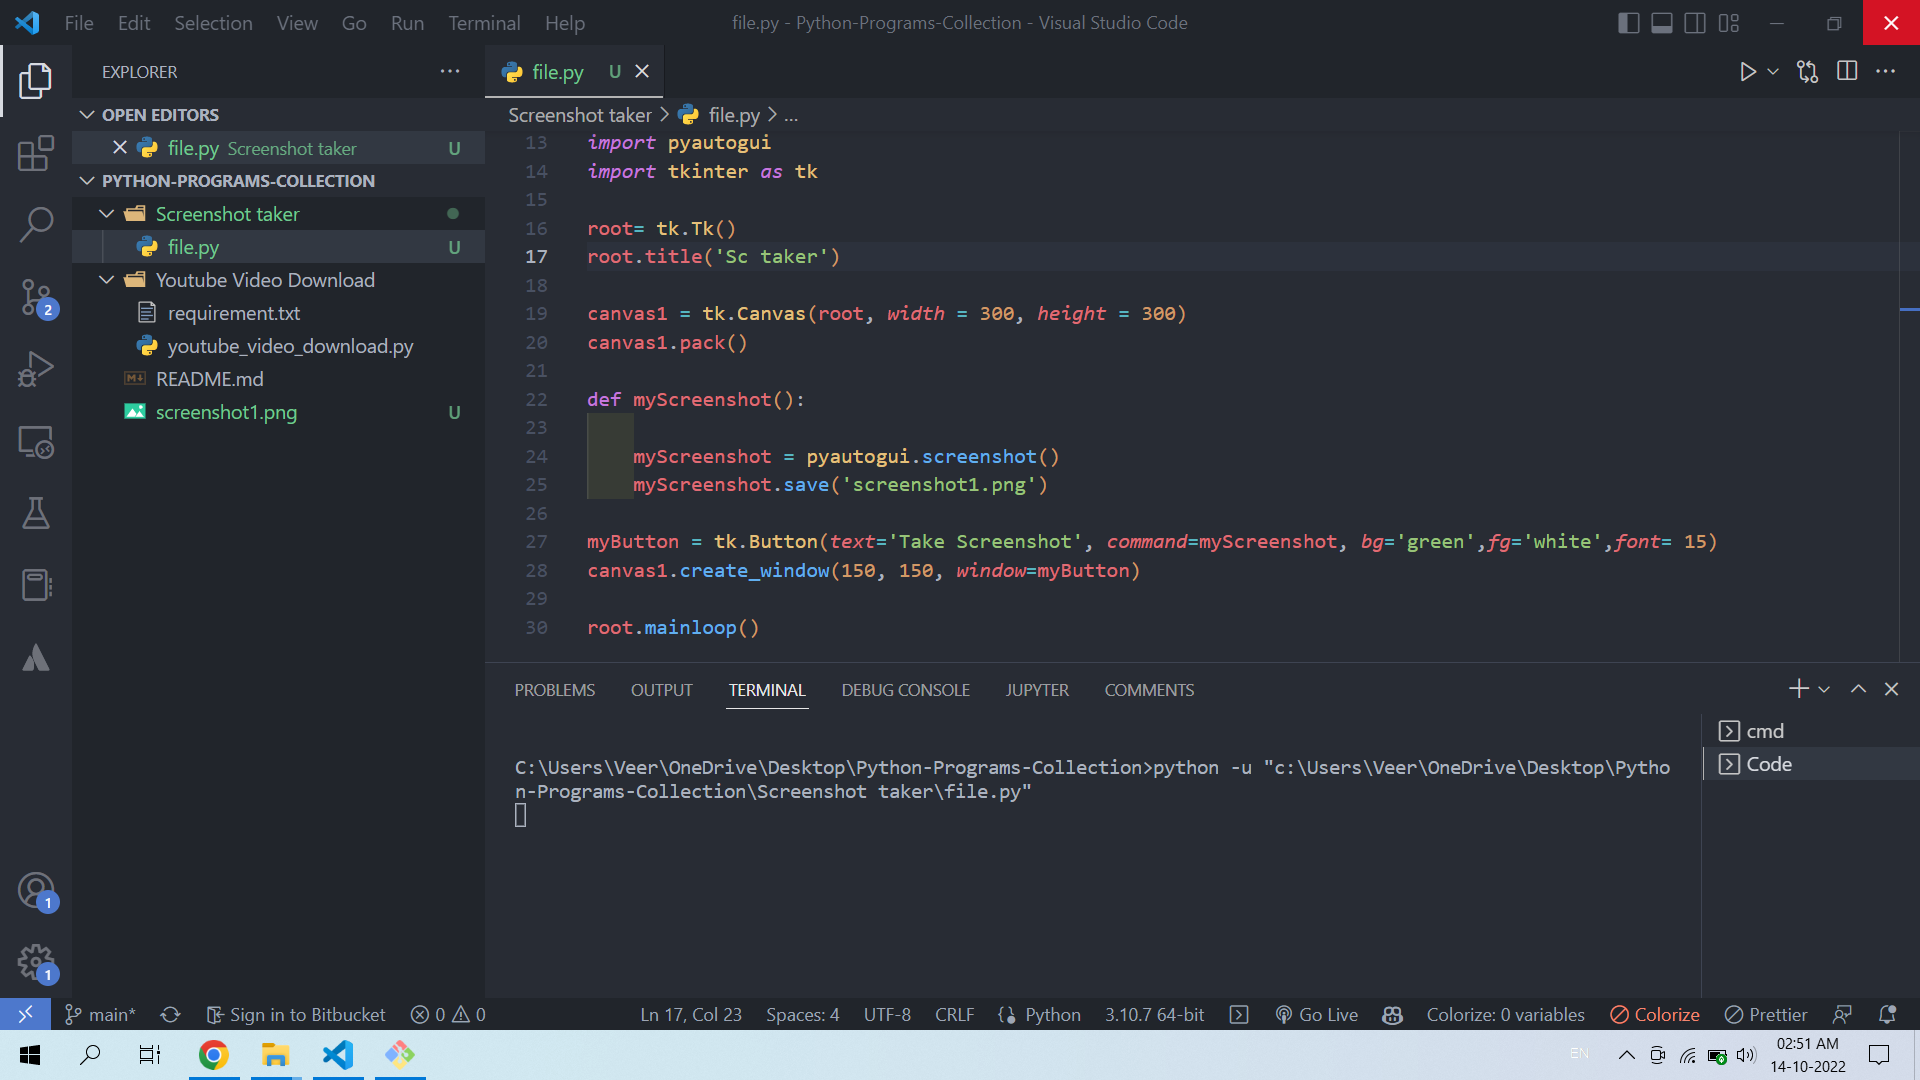 File Edit Selection View Go Run Terminal Help
file.py - Python-Programs-Collection - Visual Studio Code
EXPLORER
OPEN EDITORS
file.py Screenshot taker U
PYTHON-PROGRAMS-COLLECTION
Screenshot taker
file.py U
Youtube Video Download
requirement.txt
youtube_video_download.py
README.md
screenshot1.png U
2
1
1
file.py U
Screenshot taker > file.py > ...
13 import pyautogui
14 import tkinter as tk
15
16 root= tk.Tk()
17 root.title('Sc taker')
18
19 canvas1 = tk.Canvas(root, width = 300, height = 300)
20 canvas1.pack()
21
22 def myScreenshot():
23
24 myScreenshot = pyautogui.screenshot()
25 myScreenshot.save('screenshot1.png')
26
27 myButton = tk.Button(text='Take Screenshot', command=myScreenshot, bg='green',fg='white',font= 15)
28 canvas1.create_window(150, 150, window=myButton)
29
30 root.mainloop()
PROBLEMS OUTPUT TERMINAL DEBUG CONSOLE JUPYTER COMMENTS
cmd
Code
C:\Users\Veer\OneDrive\Desktop\Python-Programs-Collection>python -u "c:\Users\Veer\OneDrive\Desktop\Pytho
n-Programs-Collection\Screenshot taker\file.py"
main* Sign in to Bitbucket 0 0 Ln 17, Col 23 Spaces: 4 UTF-8 CRLF Python 3.10.7 64-bit Go Live Colorize: 0 variables Colorize Prettier
EN
02:51 AM
14-10-2022